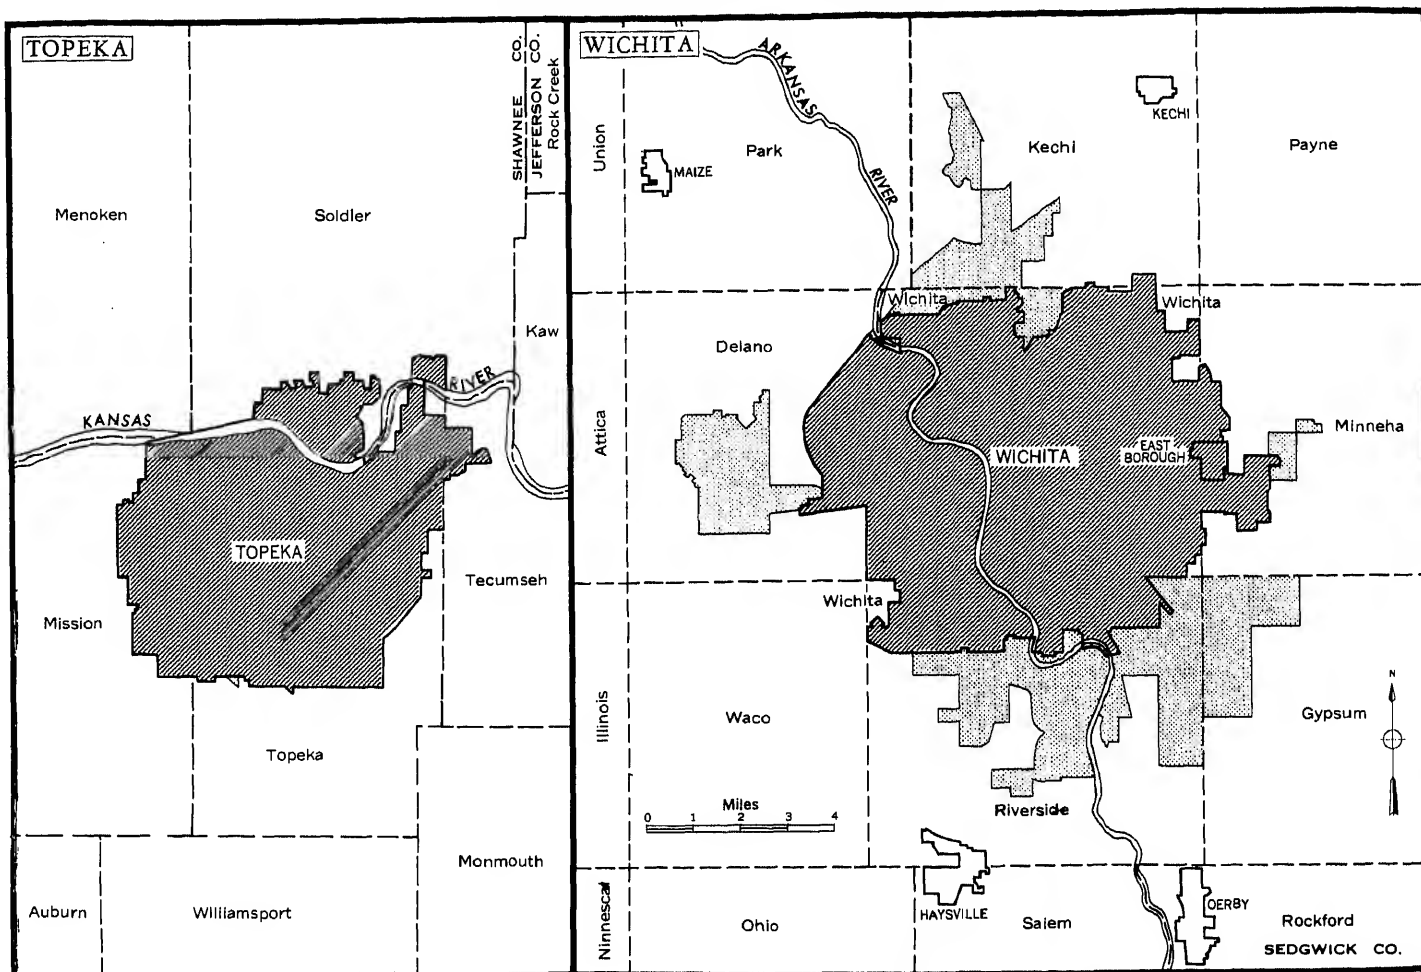 TOPEKA
SHAWNEE CO.
JEFFERSON CO.
Rock Creek
Menoken
Soldier
Kaw
KANSAS
RIVER
TOPEKA
Tecumseh
Mission
Topeka
Monmouth
Auburn
Williamsport
WICHITA
ARKANSAS
RIVER
Union
Park
MAIZE
Kechi
KECHI
Payne
Wichita
Wichita
Delano
Attica
WICHITA
EAST
BOROUGH
Minneha
Wichita
Illinois
Waco
Gypsum
N
Miles
0 1 2 3 4
Riverside
Ninnescah
Ohio
HAYSVILLE
Salem
OERBY
Rockford
SEDGWICK CO.